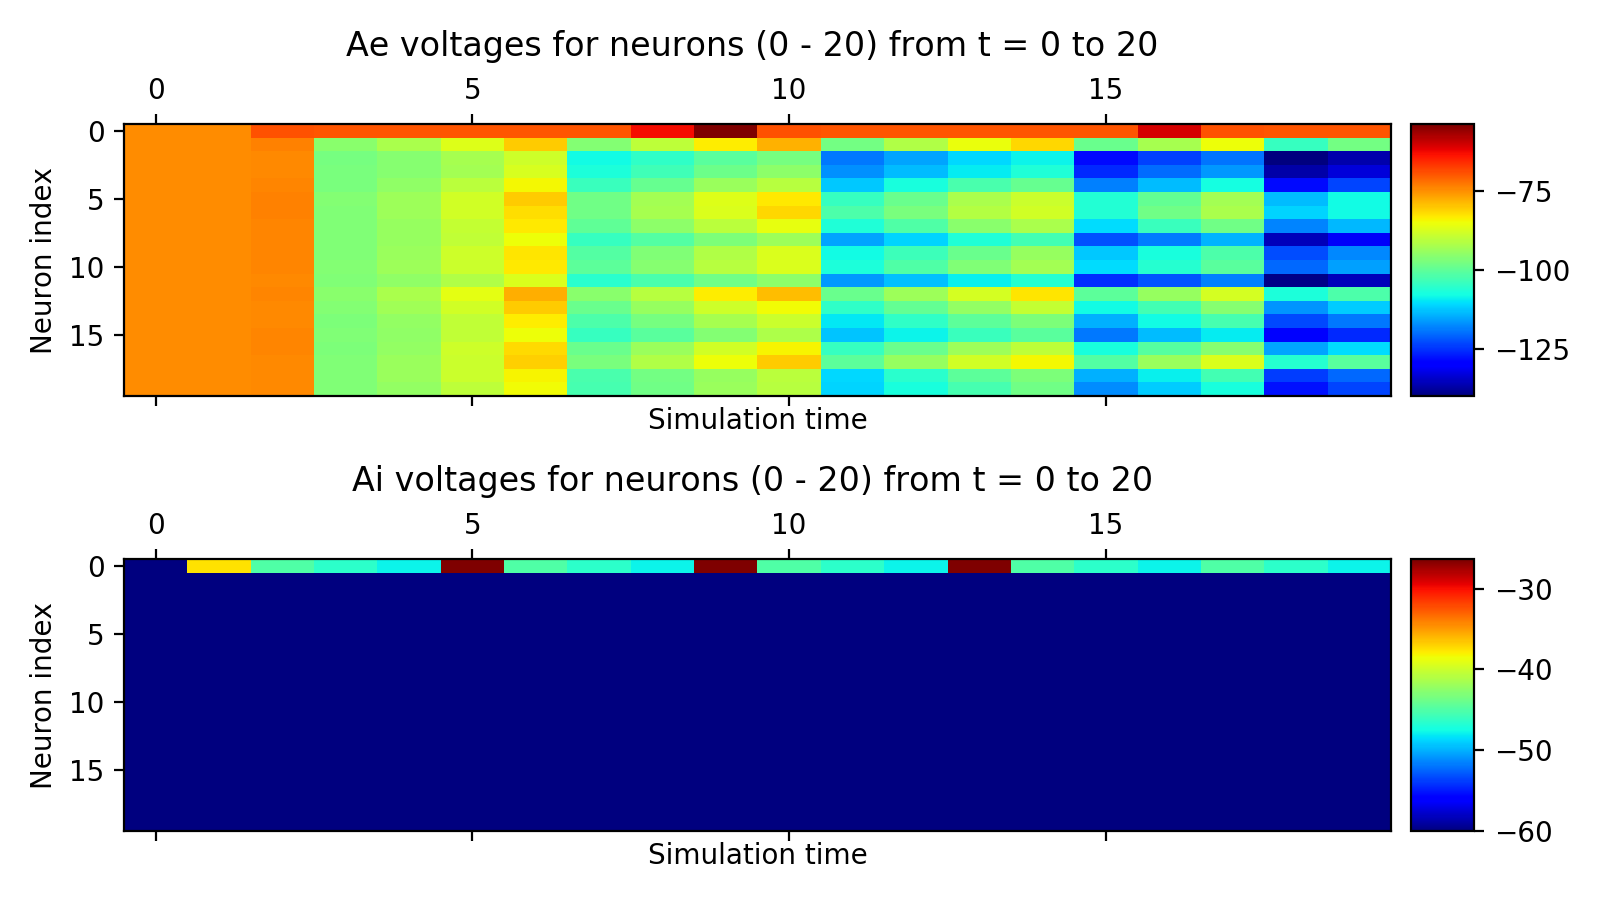 Ae voltages for neurons (0 - 20) from t = 0 to 20
0 5 10 15
0
5
10
15
Neuron index
Simulation time
−75
−100
−125
Ai voltages for neurons (0 - 20) from t = 0 to 20
0 5 10 15
0
5
10
15
Neuron index
Simulation time
−30
−40
−50
−60